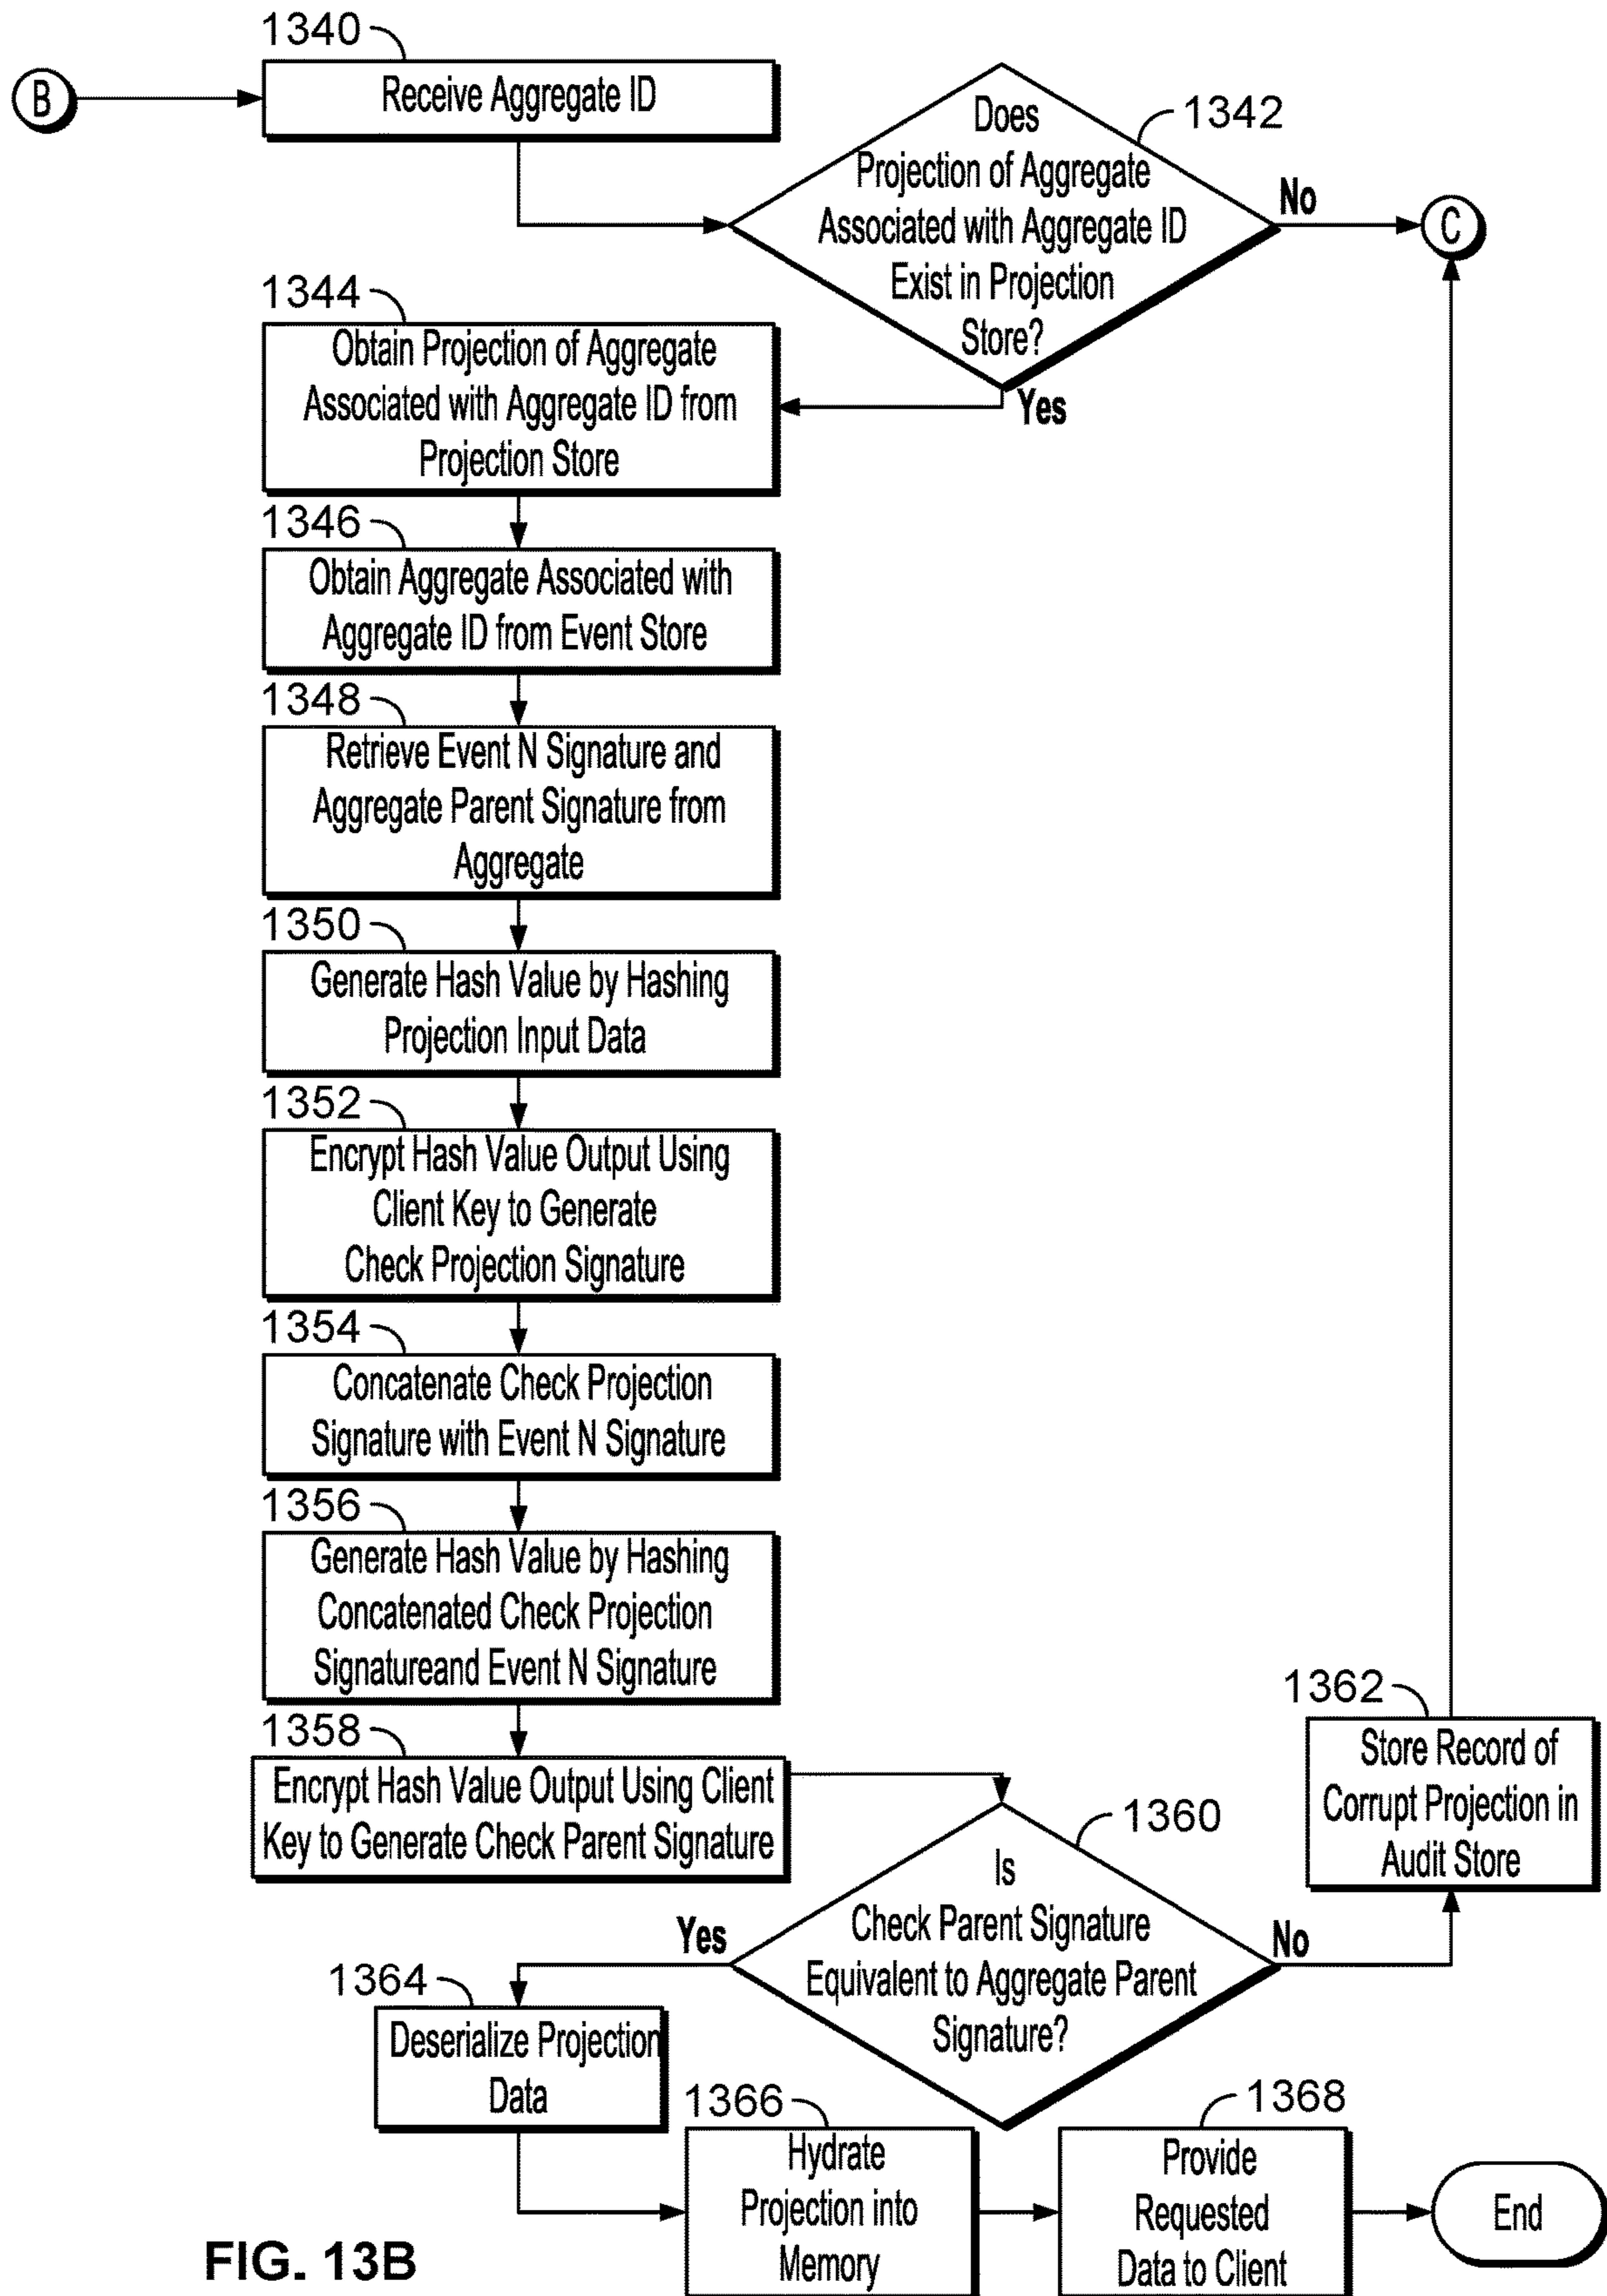 1340
B
Receive Aggregate ID
1342
Does
Projection of Aggregate
Associated with Aggregate ID
Exist in Projection
Store?
No
C
Yes
1344
Obtain Projection of Aggregate
Associated with Aggregate ID from
Projection Store
1346
Obtain Aggregate Associated with
Aggregate ID from Event Store
1348
Retrieve Event N Signature and
Aggregate Parent Signature from
Aggregate
1350
Generate Hash Value by Hashing
Projection Input Data
1352
Encrypt Hash Value Output Using
Client Key to Generate
Check Projection Signature
1354
Concatenate Check Projection
Signature with Event N Signature
1356
Generate Hash Value by Hashing
Concatenated Check Projection
Signatureand Event N Signature
1358
Encrypt Hash Value Output Using Client
Key to Generate Check Parent Signature
1360
Is
Check Parent Signature
Equivalent to Aggregate Parent
Signature?
No
1362
Store Record of
Corrupt Projection in
Audit Store
Yes
1364
Deserialize Projection
Data
1366
Hydrate
Projection into
Memory
1368
Provide
Requested
Data to Client
End
FIG. 13B